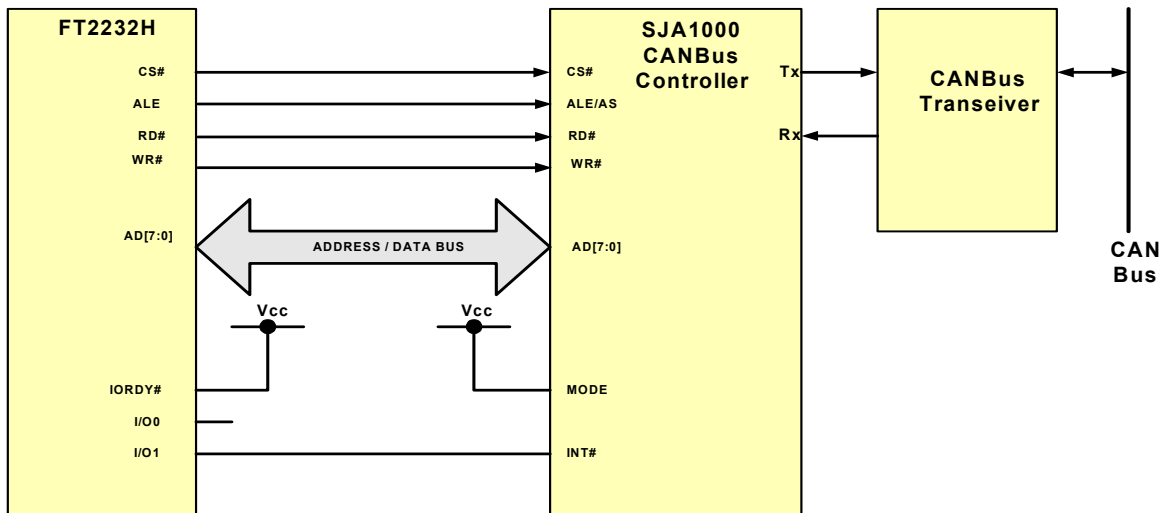 FT2232H
CS#
ALE
RD#
WR#
AD[7:0]
IORDY#
I/O0
I/O1
ADDRESS / DATA BUS
Vcc
Vcc
SJA1000
CANBus
Controller
CS#
ALE/AS
RD#
WR#
AD[7:0]
MODE
INT#
Tx
Rx
CANBus
Transeiver
CAN
Bus